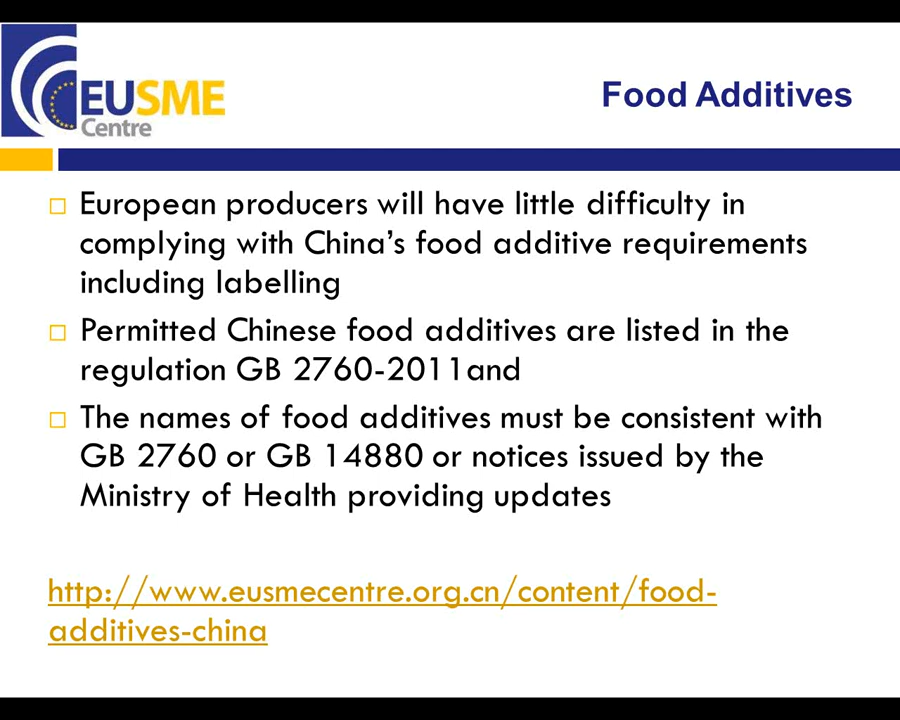 EUSME
Centre
Food Additives
European producers will have little difficulty in
complying with China's food additive requirements
including labelling
Permitted Chinese food additives are listed in the
regulation GB 2760-2011and
The names of food additives must be consistent with
GB 2760 or GB 14880 or notices issued by the
Ministry of Health providing updates
http://www.eusmecentre.org.cn/content/food-
additives-china